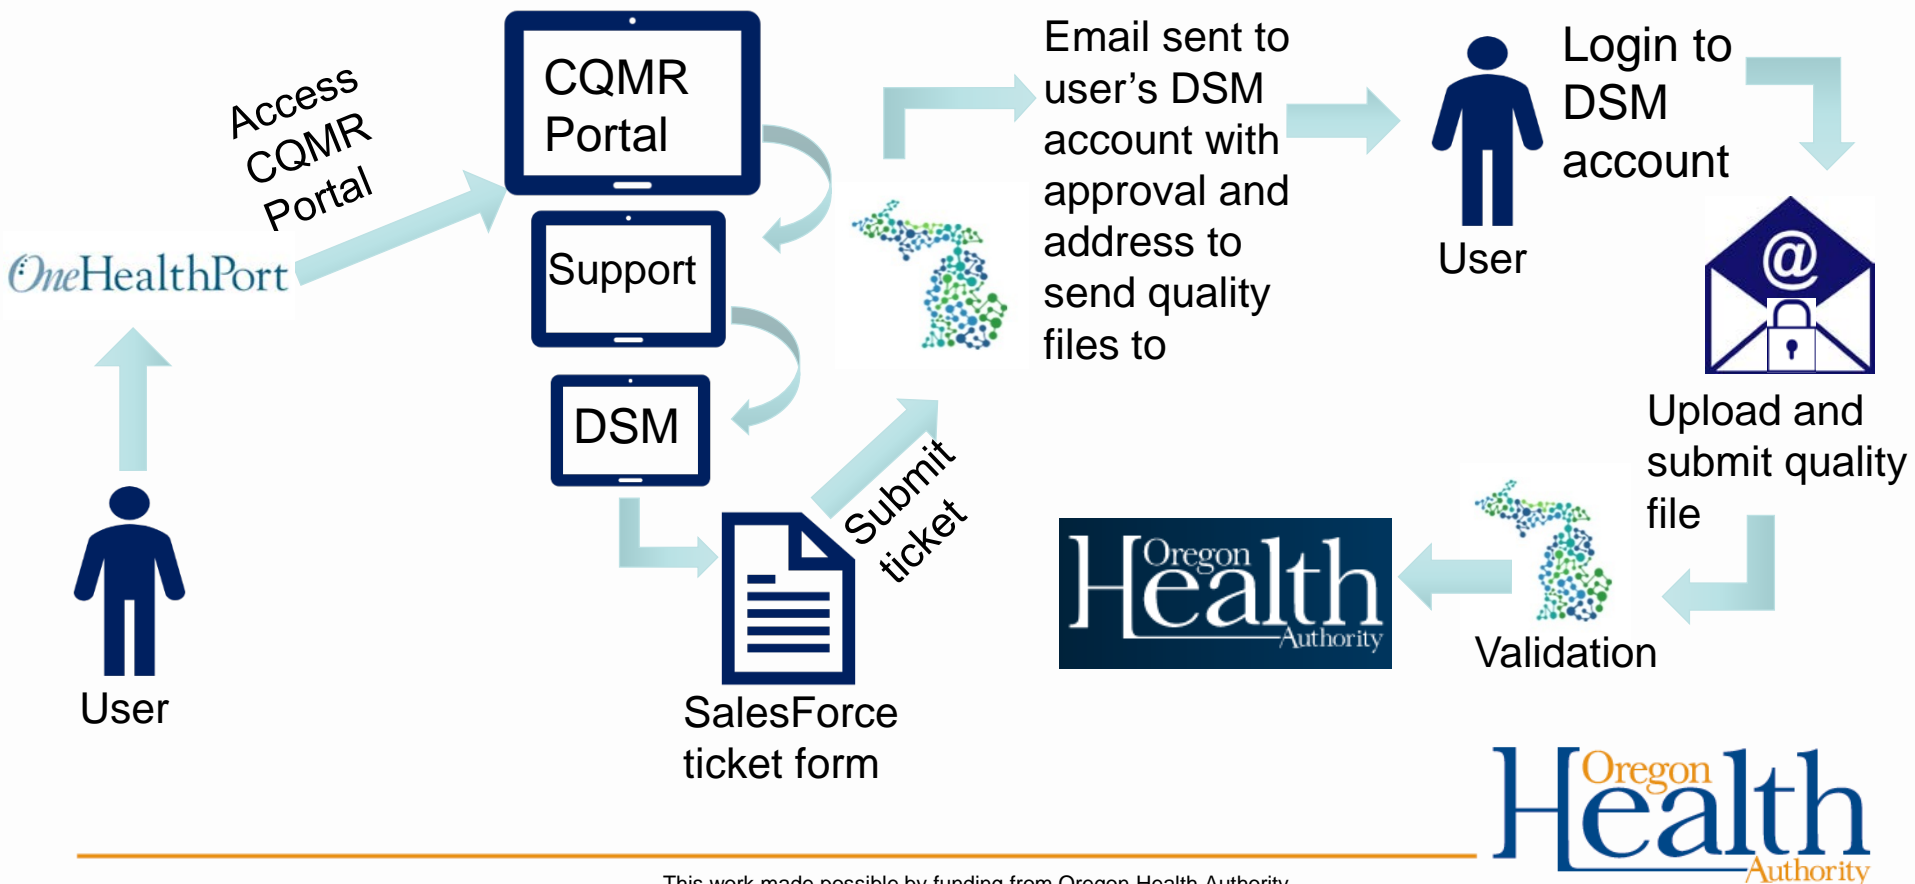 Access
CQMR
Portal
OneHealthPort
User
CQMR
Portal
Support
DSM
SalesForce
ticket form
Submit
ticket
Email sent to
user's DSM
account with
approval and
address to
send quality
files to
User
Login to
DSM
account
@
Upload and
submit quality
file
Validation
Oregon
Health
Authority
Oregon
Health
Authority
This work made possible by funding from Oregon Health Authority